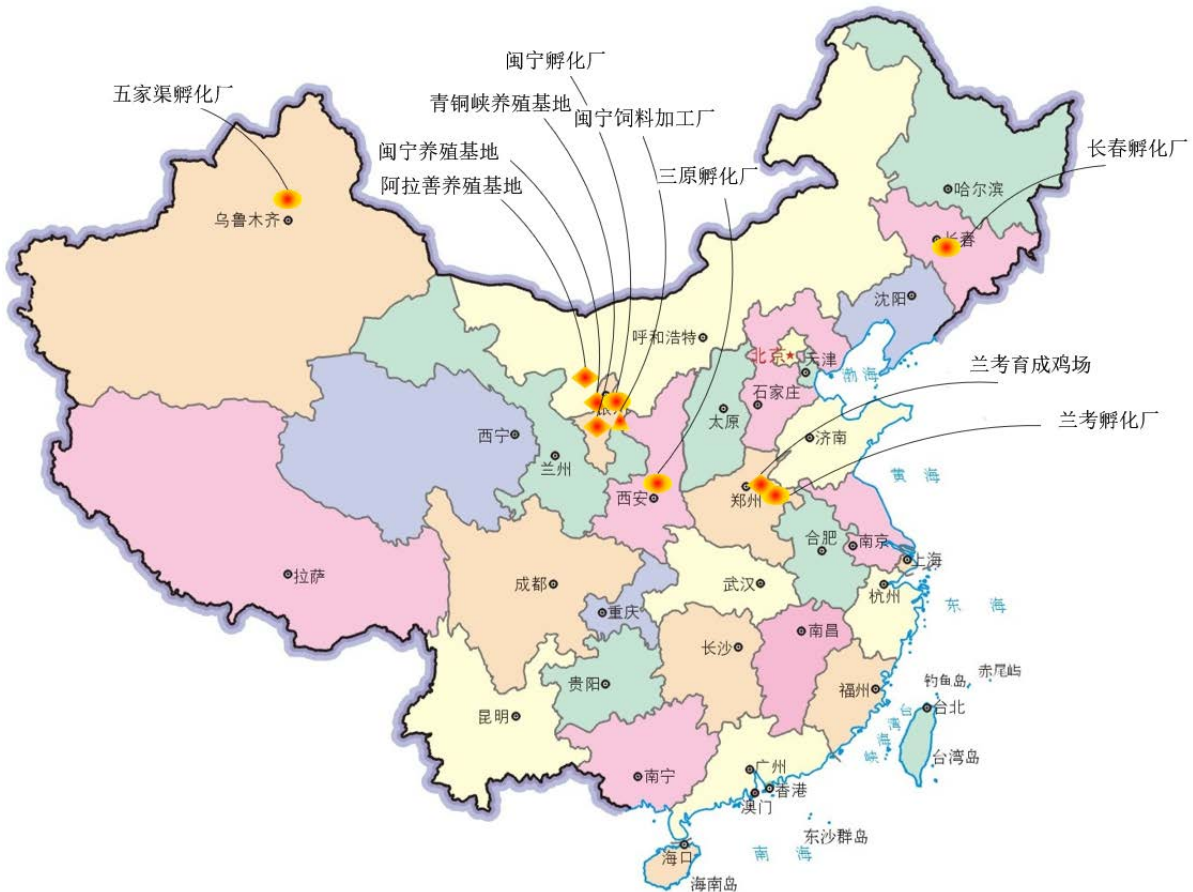 闽宁孵化厂
青铜峡养殖基地
五家渠孵化厂
闽宁饲料加工厂
闽宁养殖基地
长春孵化厂
三原孵化厂
阿拉善养殖基地
哈尔滨
乌鲁木齐
长春
沈阳
呼和浩特
北京
天津
兰考育成鸡场
渤海
石家庄
太原
兰考孵化厂
西宁
济南
兰州
黄海
西安
郑州
合肥
南京
上海
拉萨
成都
武汉
杭州
重庆
东海
南昌
长沙
钓鱼岛
赤尾屿
贵阳
福州
台北
昆明
台湾海峡
台湾岛
广州
南宁
香港
澳门
东沙群岛
海口
南海
海南岛